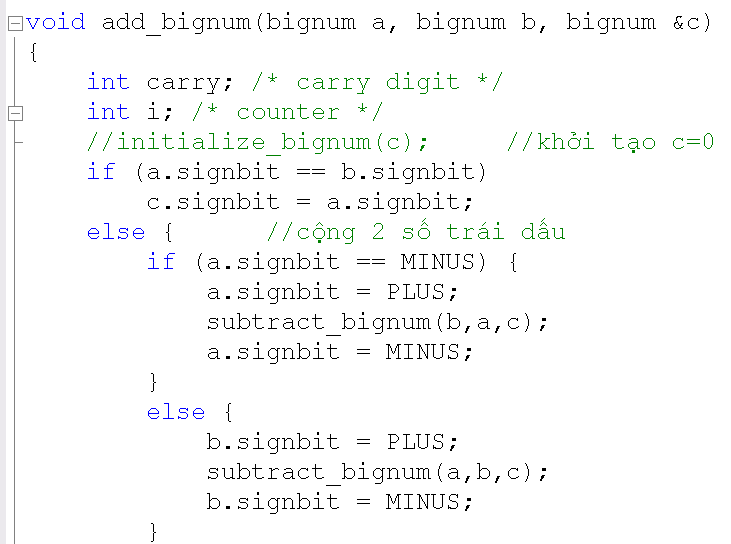 void add_bignum(bignum a, bignum b, bignum &c)
{
    int carry; /* carry digit */
    int i; /* counter */
    //initialize_bignum(c);     //khởi tạo c=0
    if (a.signbit == b.signbit)
        c.signbit = a.signbit;
    else {      //cộng 2 số trái dấu
        if (a.signbit == MINUS) {
            a.signbit = PLUS;
            subtract_bignum(b,a,c);
            a.signbit = MINUS;
        }
        else {
            b.signbit = PLUS;
            subtract_bignum(a,b,c);
            b.signbit = MINUS;
        }